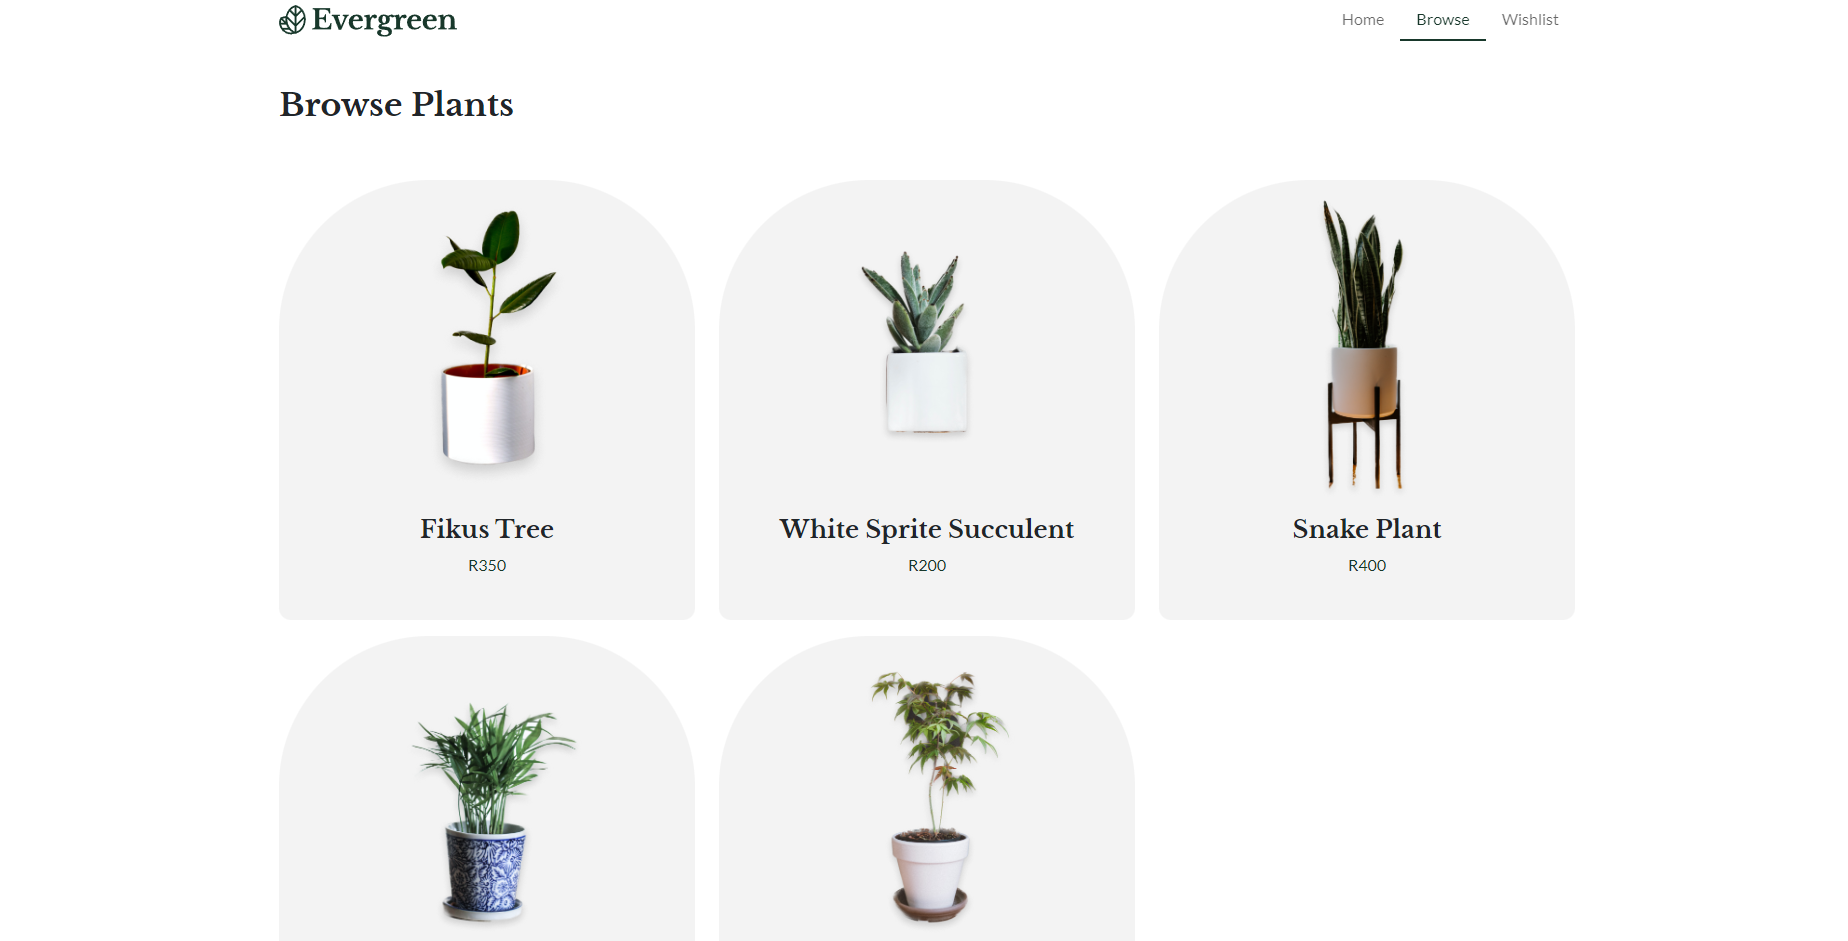 Evergreen
Home Browse Wishlist
Browse Plants
Fikus Tree
R350
White Sprite Succulent
R200
Snake Plant
R400